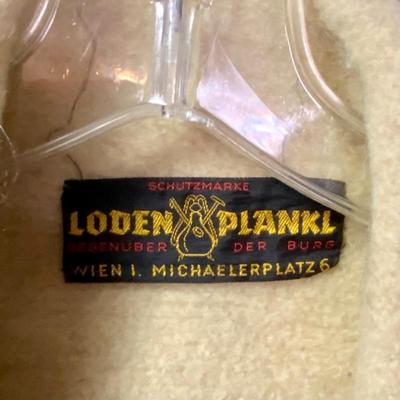 SCHUTZMARKE
LODEN PLANKL
GEGENÜBER DER BURG
WIEN I. MICHAELERPLATZ 6